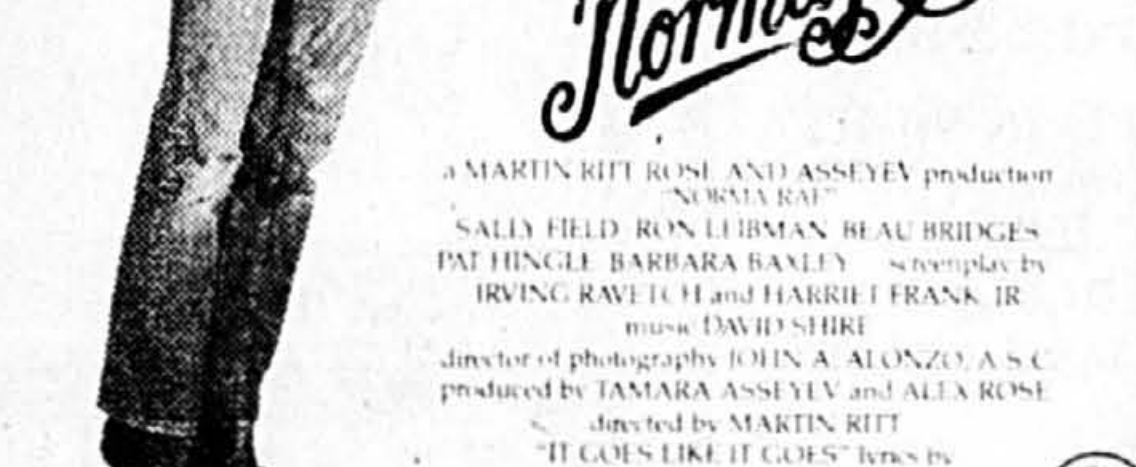 Norma
a MARTIN RITT ROSE AND ASSEYEV production
"NORMA RAE"
SALLY FIELD RON LEIBMAN BEAU BRIDGES
PAT HINGLE BARBARA BAXLEY screenplay by
IRVING RAVETCH and HARRIET FRANK, JR.
music DAVID SHIRE
director of photography JOHN A. ALONZO, A.S.C.
produced by TAMARA ASSEYEV and ALEX ROSE
directed by MARTIN RITT
"IT GOES LIKE IT GOES" lyrics by